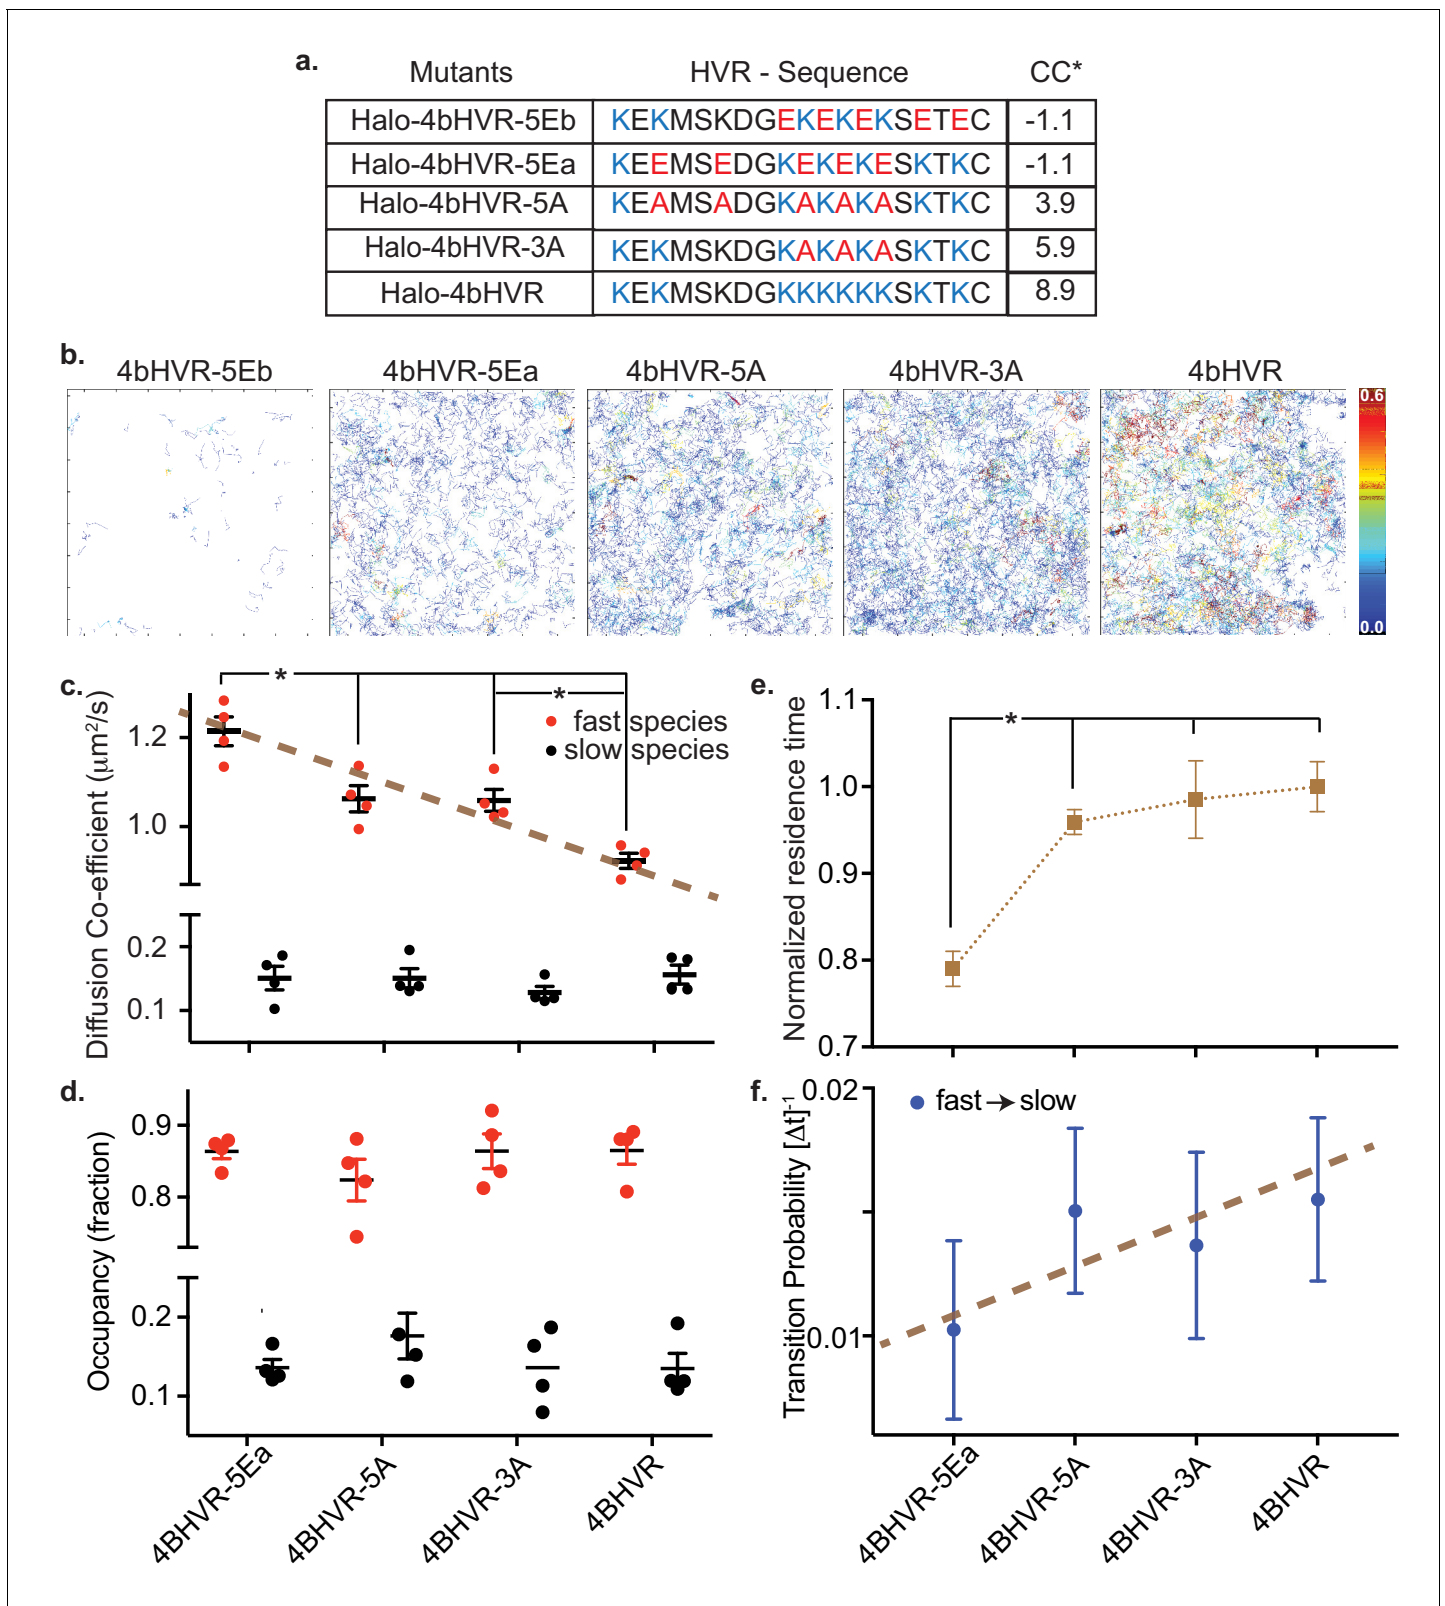 a.
Mutants HVR - Sequence CC*
Halo-4bHVR-5Eb KEKMSKDGEKEKEKSETEC -1.1
Halo-4bHVR-5Ea KEEMSEDGKEKEKESKTKC -1.1
Halo-4bHVR-5A KEAMSADGKAKAKASKTKC 3.9
Halo-4bHVR-3A KEKMSKDGKAKAKASKTKC 5.9
Halo-4bHVR KEKMSKDGKKKKKKSKTKC 8.9
b.
4bHVR-5Eb 4bHVR-5Ea 4bHVR-5A 4bHVR-3A 4bHVR
0.6
0.0
c.
Diffusion Co-efficient (μm²/s)
1.2
1.0
0.2
0.1
* *
fast species
slow species
d.
Occupancy (fraction)
0.9
0.8
0.2
0.1
4BHVR-5Ea 4BHVR-5A 4BHVR-3A 4BHVR
e.
Normalized residence time
1.1
1.0
0.9
0.8
0.7
*
f.
Transition Probability [Δt]⁻¹
0.02
0.01
fast → slow
4BHVR-5Ea 4BHVR-5A 4BHVR-3A 4BHVR